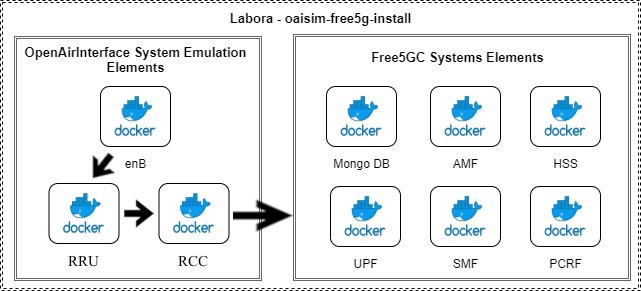 Labora - oaisim-free5g-install
OpenAirInterface System Emulation
Elements
docker
enB
docker
RRU
docker
RCC
Free5GC Systems Elements
docker
Mongo DB
docker
AMF
docker
HSS
docker
UPF
docker
SMF
docker
PCRF